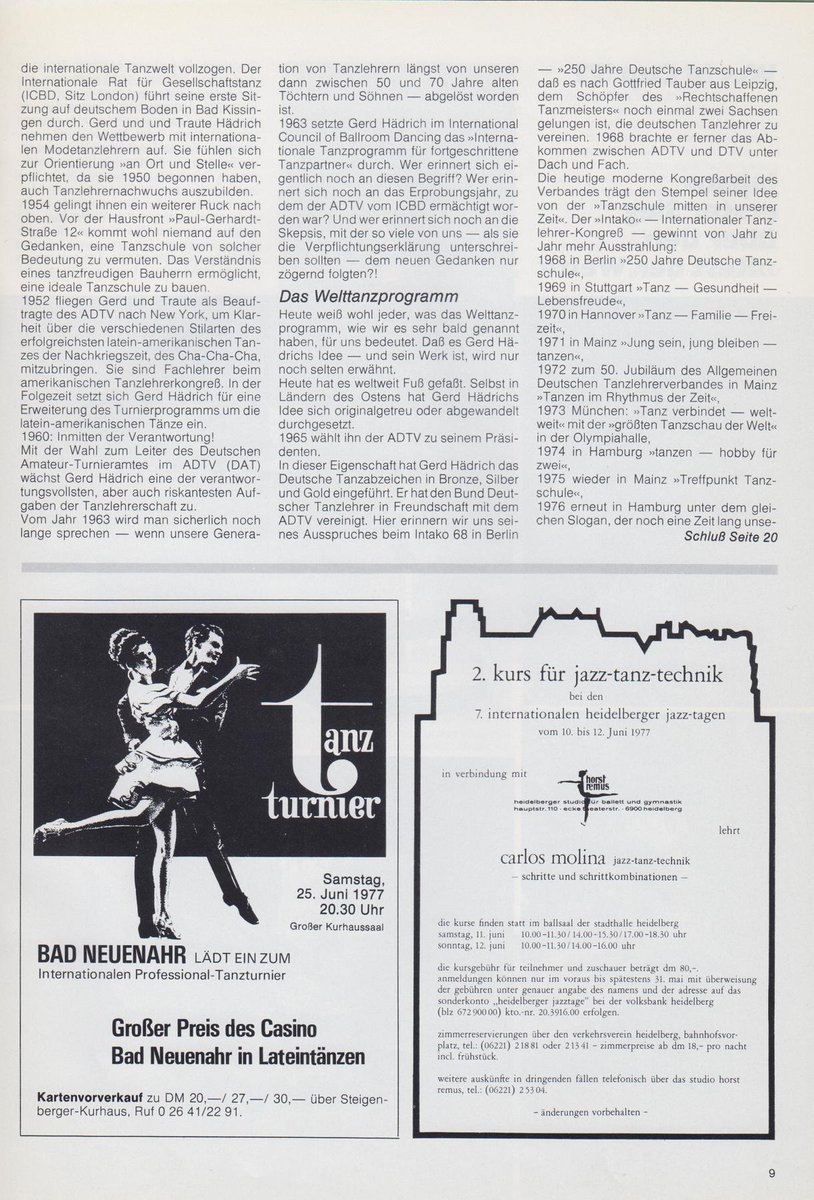 die internationale Tanzwelt vollzogen. Der
Internationale Rat für Gesellschaftstanz
(ICBD, Sitz London) führt seine erste Sit-
zung auf deutschem Boden in Bad Kissin-
gen durch. Gerd und und Traute Hädrich
nehmen den Wettbewerb mit internationa-
len Modetanzlehrern auf. Sie fühlen sich
zur Orientierung »an Ort und Stelle« ver-
pflichtet, da sie 1950 begonnen haben,
auch Tanzlehrernachwuchs auszubilden.
1954 gelingt ihnen ein weiterer Ruck nach
oben. Vor der Hausfront »Paul-Gerhardt-
Straße 12« kommt wohl niemand auf den
Gedanken, eine Tanzschule von solcher
Bedeutung zu vermuten. Das Verständnis
eines tanzfreudigen Bauherrn ermöglicht,
eine ideale Tanzschule zu bauen.
1952 fliegen Gerd und Traute als Beauf-
tragte des ADTV nach New York, um Klar-
heit über die verschiedenen Stilarten des
erfolgreichsten latein-amerikanischen Tan-
zes der Nachkriegszeit, des Cha-Cha-Cha,
mitzubringen. Sie sind Fachlehrer beim
amerikanischen Tanzlehrerkongreß. In der
Folgezeit setzt sich Gerd Hädrich für eine
Erweiterung des Turnierprogramms um die
latein-amerikanischen Tänze ein.
1960: Inmitten der Verantwortung!
Mit der Wahl zum Leiter des Deutschen
Amateur-Turnieramtes im ADTV (DAT)
wächst Gerd Hädrich eine der verantwor-
tungsvollsten, aber auch riskantesten Auf-
gaben der Tanzlehrerschaft zu.
Vom Jahr 1963 wird man sicherlich noch
lange sprechen — wenn unsere Genera-
tion von Tanzlehrern längst von unseren
dann zwischen 50 und 70 Jahre alten
Töchtern und Söhnen — abgelöst worden
ist.
1963 setzte Gerd Hädrich im International
Council of Ballroom Dancing das »Interna-
tionale Tanzprogramm für fortgeschrittene
Tanzpartner« durch. Wer erinnert sich ei-
gentlich noch an diesen Begriff? Wer erin-
nert sich noch an das Erprobungsjahr, zu
dem der ADTV vom ICBD ermächtigt wor-
den war? Und wer erinnert sich noch an die
Skepsis, mit der so viele von uns — als sie
die Verpflichtungserklärung unterschrei-
ben sollten — dem neuen Gedanken nur
zögernd folgten?!
Das Welttanzprogramm
Heute weiß wohl jeder, was das Welttanz-
programm, wie wir es sehr bald genannt
haben, für uns bedeutet. Daß es Gerd Hä-
drichs Idee — und sein Werk ist, wird nur
noch selten erwähnt.
Heute hat es weltweit Fuß gefaßt. Selbst in
Ländern des Ostens hat Gerd Hädrichs
Idee sich originalgetreu oder abgewandelt
durchgesetzt.
1965 wählt ihn der ADTV zu seinem Präsi-
denten.
In dieser Eigenschaft hat Gerd Hädrich das
Deutsche Tanzabzeichen in Bronze, Silber
und Gold eingeführt. Er hat den Bund Deut-
scher Tanzlehrer in Freundschaft mit dem
ADTV vereinigt. Hier erinnern wir uns sei-
nes Ausspruches beim Intako 68 in Berlin
— »250 Jahre Deutsche Tanzschule« —
daß es nach Gottfried Tauber aus Leipzig,
dem Schöpfer des »Rechtschaffenen
Tanzmeisters« noch einmal zwei Sachsen
gelungen ist, die deutschen Tanzlehrer zu
vereinen. 1968 brachte er ferner das Ab-
kommen zwischen ADTV und DTV unter
Dach und Fach.
Die heutige moderne Kongreßarbeit des
Verbandes trägt den Stempel seiner Idee
von der »Tanzschule mitten in unserer
Zeit«. Der »Intako« — Internationaler Tanz-
lehrer-Kongreß — gewinnt von Jahr zu
Jahr mehr Ausstrahlung:
1968 in Berlin »250 Jahre Deutsche Tanz-
schule«,
1969 in Stuttgart »Tanz — Gesundheit —
Lebensfreude«,
1970 in Hannover »Tanz — Familie — Frei-
zeit«,
1971 in Mainz »Jung sein, jung bleiben —
tanzen«,
1972 zum 50. Jubiläum des Allgemeinen
Deutschen Tanzlehrerverbandes in Mainz
»Tanzen im Rhythmus der Zeit«,
1973 München: »Tanz verbindet — welt-
weit« mit der »größten Tanzschau der Welt«
in der Olympiahalle,
1974 in Hamburg »tanzen — hobby für
zwei«,
1975 wieder in Mainz »Treffpunkt Tanz-
schule«,
1976 erneut in Hamburg unter dem glei-
chen Slogan, der noch eine Zeit lang unse-
Schluß Seite 20
tanz
turnier
Samstag,
25. Juni 1977
20.30 Uhr
Großer Kurhaussaal
BAD NEUENAHR LÄDT EIN ZUM
Internationalen Professional-Tanzturnier
Großer Preis des Casino
Bad Neuenahr in Lateintänzen
Kartenvorverkauf zu DM 20,—/ 27,—/ 30,— über Steigen-
berger-Kurhaus, Ruf 0 26 41/22 91.
2. kurs für jazz-tanz-technik
bei den
7. internationalen heidelberger jazz-tagen
vom 10. bis 12. Juni 1977
in verbindung mit
horst
remus
heidelberger studio für ballett und gymnastik
hauptstr. 110 · ecke theaterstr. · 6900 heidelberg
lehrt
carlos molina jazz-tanz-technik
– schritte und schrittkombinationen –
die kurse finden statt im ballsaal der stadthalle heidelberg
samstag, 11. juni 10.00-11.30/14.00-15.30/17.00-18.30 uhr
sonntag, 12. juni 10.00-11.30/14.00-16.00 uhr
die kursgebühr für teilnehmer und zuschauer beträgt dm 80,-.
anmeldungen können nur im voraus bis spätestens 31. mai mit überweisung
der gebühren unter genauer angabe des namens und der adresse auf das
sonderkonto „heidelberger jazztage" bei der volksbank heidelberg
(blz 672 900 00) kto.-nr. 20.3916.00 erfolgen.
zimmerreservierungen über den verkehrsverein heidelberg, bahnhofsvor-
platz, tel.: (06221) 2 18 81 oder 2 13 41 – zimmerpreise ab dm 18,- pro nacht
incl. frühstück.
weitere auskünfte in dringenden fällen telefonisch über das studio horst
remus, tel.: (06221) 2 53 04.
– änderungen vorbehalten –
9